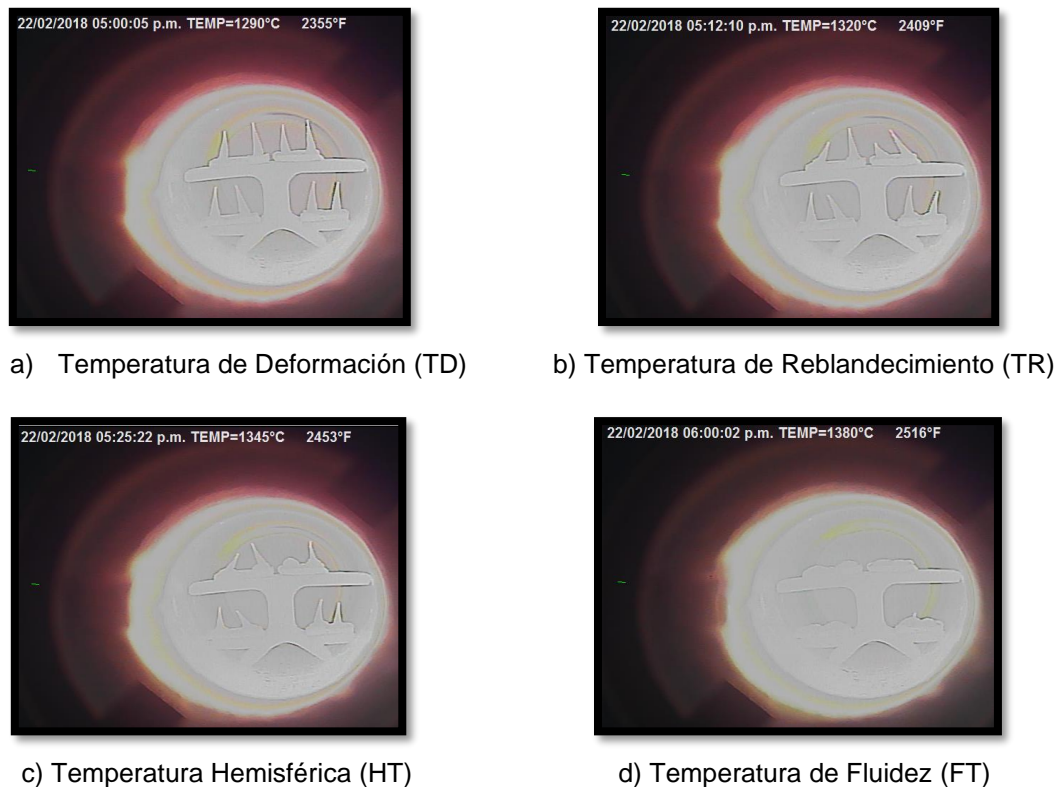 22/02/2018 05:00:05 p.m. TEMP=1290°C 2355°F
22/02/2018 05:12:10 p.m. TEMP=1320°C 2409°F
a) Temperatura de Deformación (TD)
b) Temperatura de Reblandecimiento (TR)
22/02/2018 05:25:22 p.m. TEMP=1345°C 2453°F
22/02/2018 06:00:02 p.m. TEMP=1380°C 2516°F
c) Temperatura Hemisférica (HT)
d) Temperatura de Fluidez (FT)